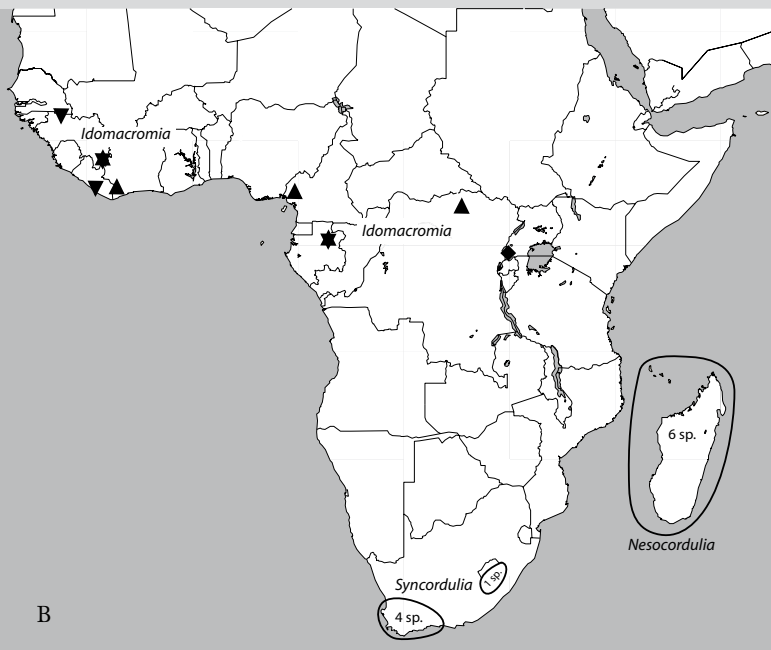 Idomacromia
Idomacromia
6 sp.
Nesocordulia
Syncordulia
1 sp.
4 sp.
B